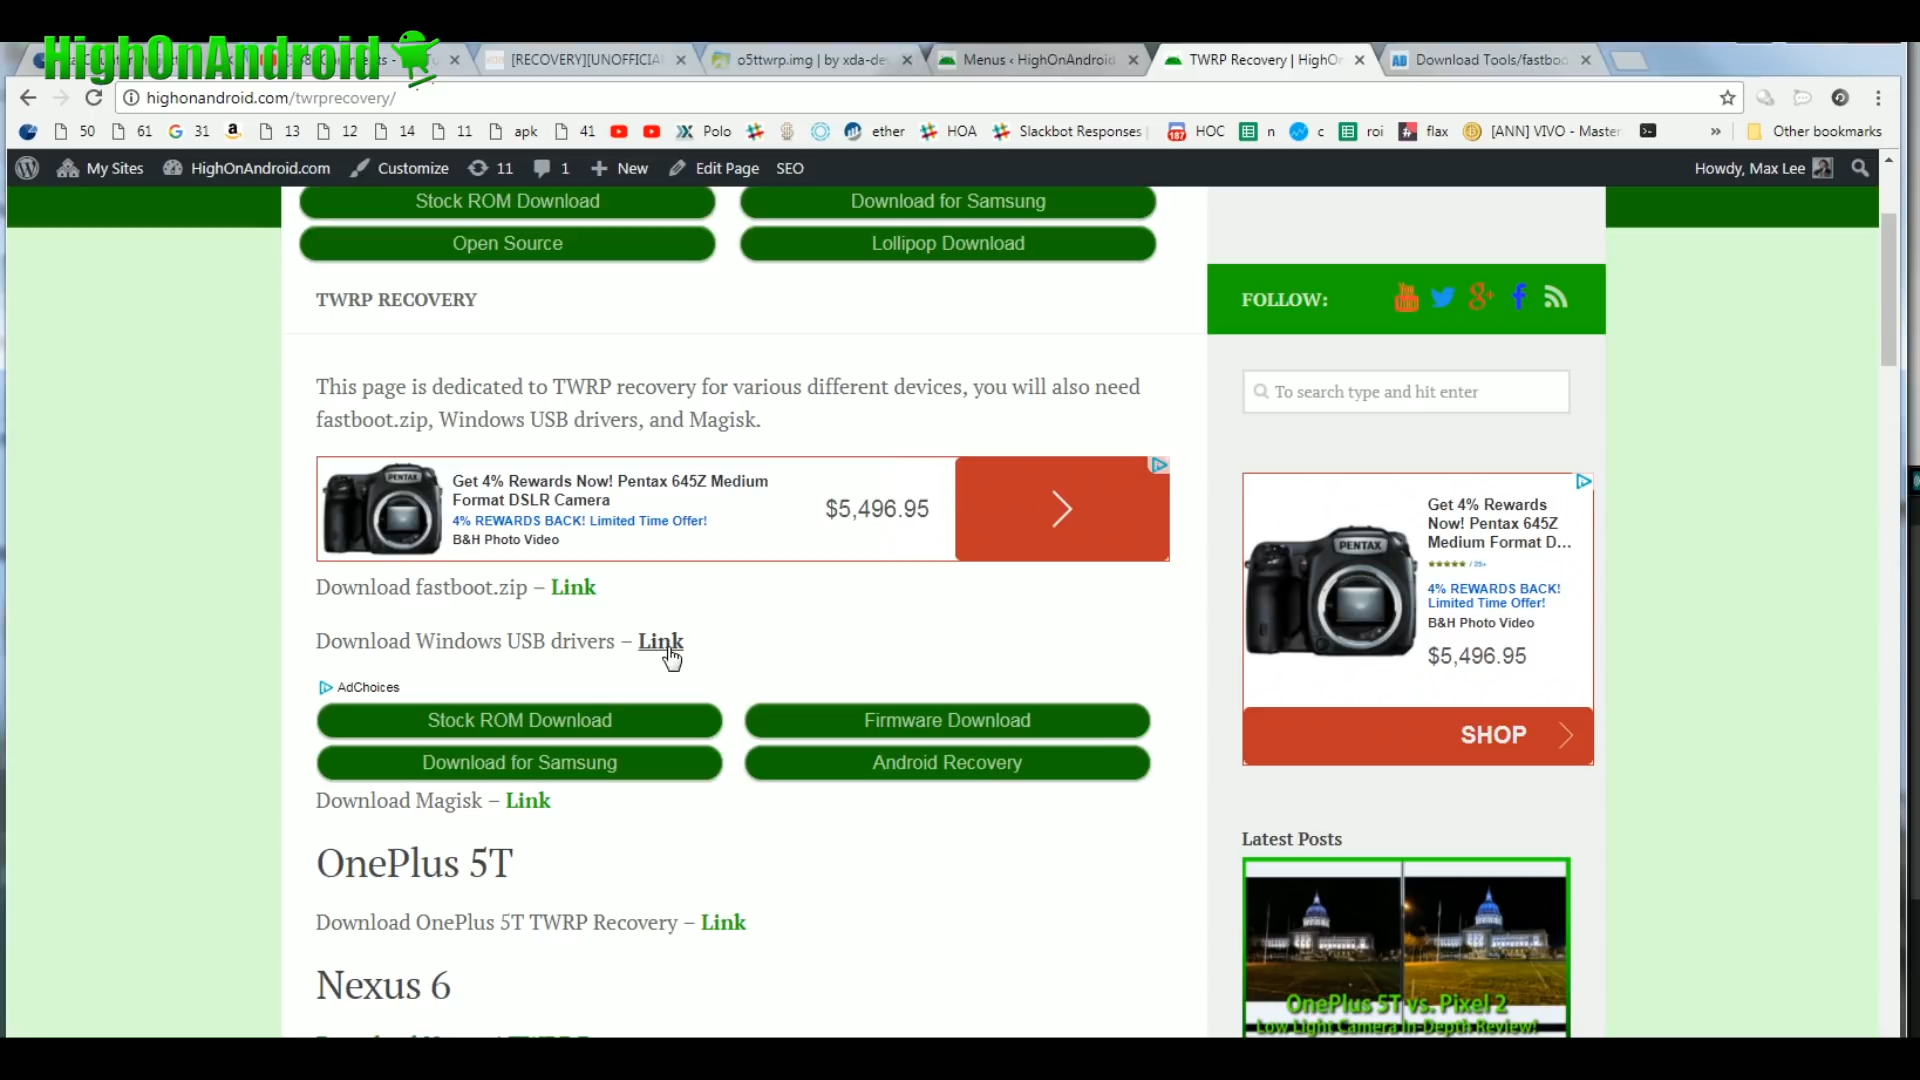 HighOnAndroid
[RECOVERY][UNOFFICIA
o5ttwrp.img | by xda-de
Menus ‹ HighOnAndroid
TWRP Recovery | HighOn
Download Tools/fastboo
highonandroid.com/twrprecovery/
50 61 31 13 12 14 11 apk 41 Polo ether HOA Slackbot Responses HOC n c roi flax [ANN] VIVO - Master » Other bookmarks
My Sites HighOnAndroid.com Customize 11 1 New Edit Page SEO Howdy, Max Lee
Stock ROM Download
Download for Samsung
Open Source
Lollipop Download
TWRP RECOVERY
This page is dedicated to TWRP recovery for various different devices, you will also need
fastboot.zip, Windows USB drivers, and Magisk.
PENTAX
Get 4% Rewards Now! Pentax 645Z Medium
Format DSLR Camera
4% REWARDS BACK! Limited Time Offer!
B&H Photo Video
$5,496.95
Download fastboot.zip – Link
Download Windows USB drivers – Link
AdChoices
Stock ROM Download
Firmware Download
Download for Samsung
Android Recovery
Download Magisk – Link
OnePlus 5T
Download OnePlus 5T TWRP Recovery – Link
Nexus 6
FOLLOW:
You
To search type and hit enter
PENTAX
Get 4% Rewards
Now! Pentax 645Z
Medium Format D...
4% REWARDS BACK!
Limited Time Offer!
B&H Photo Video
$5,496.95
SHOP
Latest Posts
OnePlus 5T vs. Pixel 2
Low Light Camera In-Depth Review!